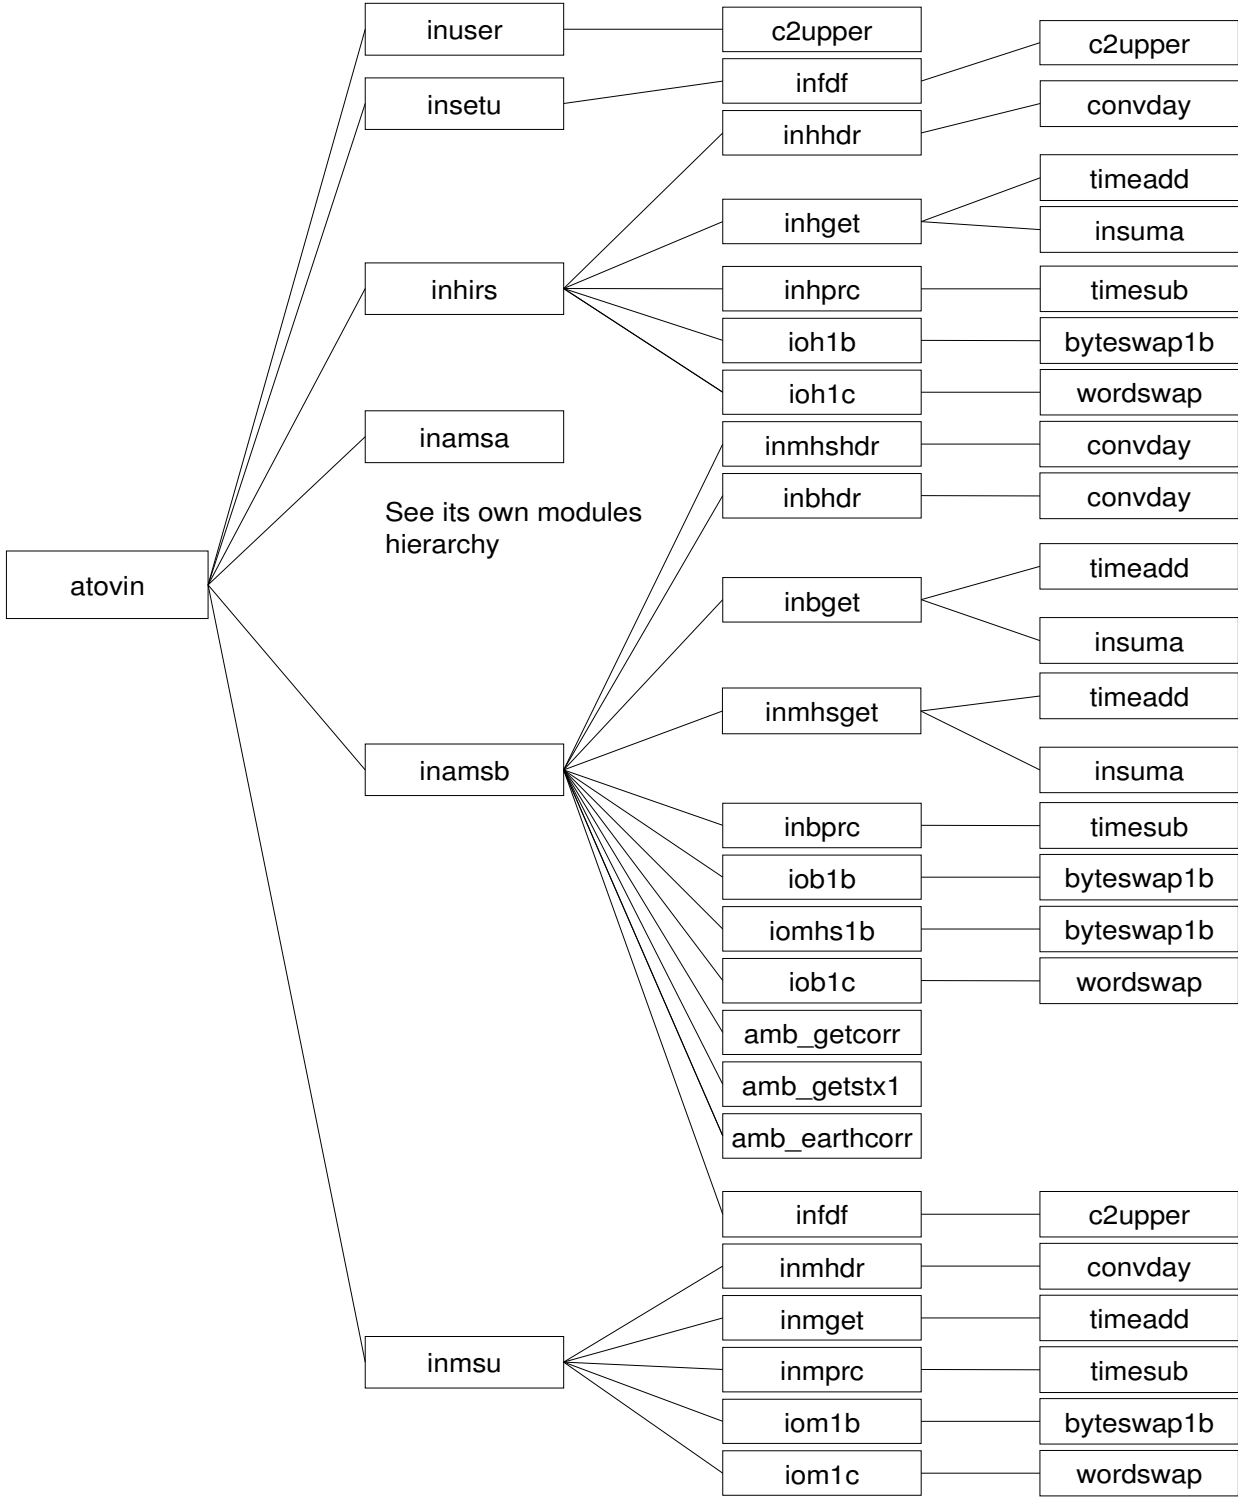 inuser
c2upper
c2upper
insetu
infdf
convday
inhhdr
timeadd
inhget
insuma
inhirs
inhprc
timesub
ioh1b
byteswap1b
ioh1c
wordswap
inamsa
inmhshdr
convday
inbhdr
convday
See its own modules
hierarchy
atovin
inbget
timeadd
insuma
inmhsget
timeadd
insuma
inamsb
inbprc
timesub
iob1b
byteswap1b
iomhs1b
byteswap1b
iob1c
wordswap
amb_getcorr
amb_getstx1
amb_earthcorr
infdf
c2upper
inmhdr
convday
inmget
timeadd
inmsu
inmprc
timesub
iom1b
byteswap1b
iom1c
wordswap